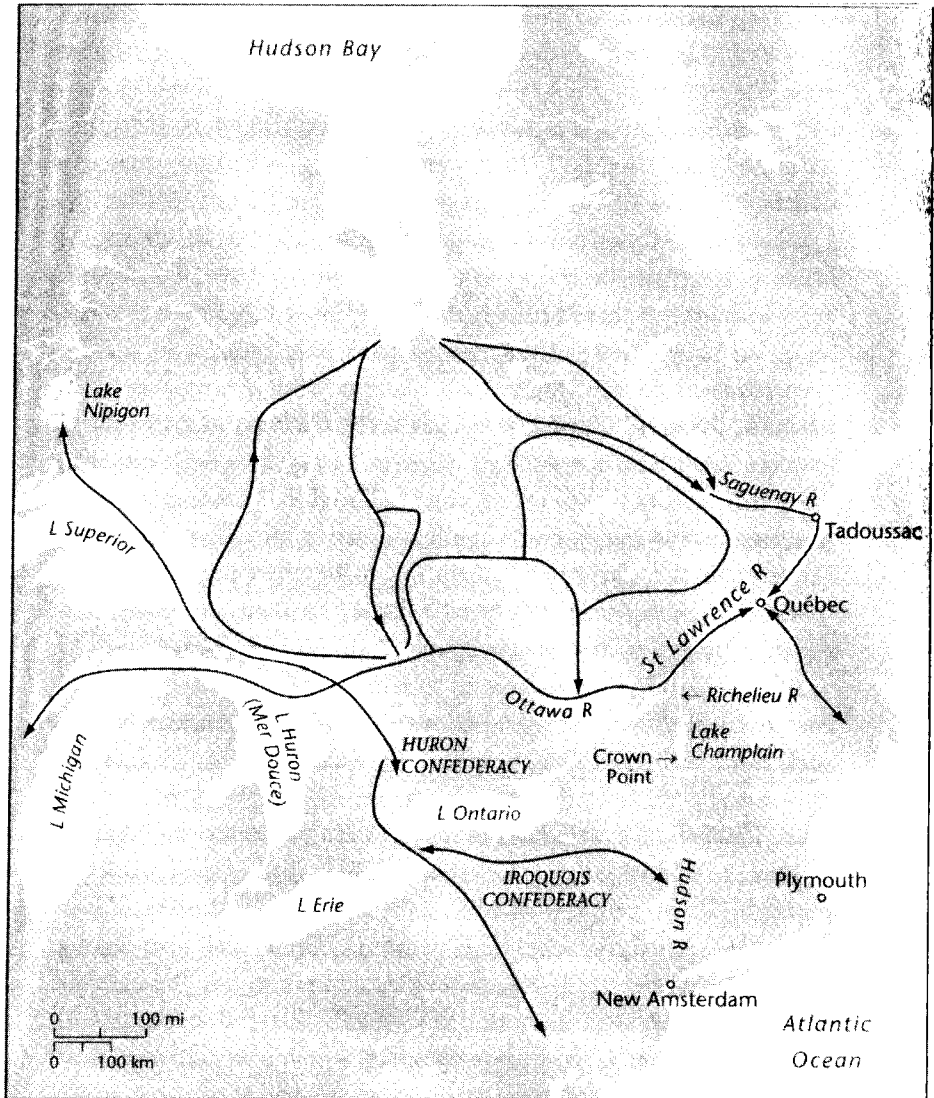 Hudson Bay
Lake
Nipigon
L Superior
Saguenay R
Tadoussac
St Lawrence R
Québec
Ottawa R
← Richelieu R
Lake
Champlain
Crown →
Point
L Michigan
L Huron
(Mer Douce)
HURON
CONFEDERACY
L Ontario
IROQUOIS
CONFEDERACY
Hudson R
Plymouth
L Erie
New Amsterdam
Atlantic
Ocean
0 100 mi
0 100 km